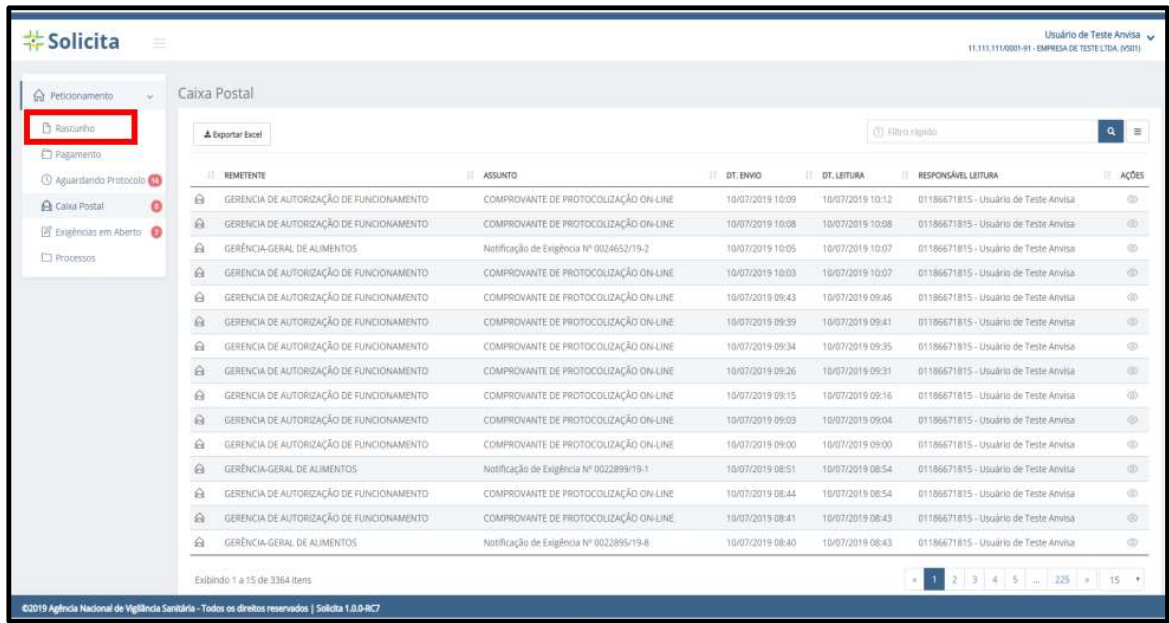 Solicita
Usuário de Teste Anvisa
11.111.111/0001-91 - EMPRESA DE TESTE LTDA. (VS01)
Peticionamento
Rascunho
Pagamento
Aguardando Protocolo
Caixa Postal 0
Exigências em Aberto 2
Processos
Caixa Postal
Exportar Excel
Filtro rápido
REMETENTE ASSUNTO DT. ENVIO DT. LEITURA RESPONSÁVEL LEITURA AÇÕES
GERENCIA DE AUTORIZAÇÃO DE FUNCIONAMENTO COMPROVANTE DE PROTOCOLIZAÇÃO ON-LINE 10/07/2019 10:09 10/07/2019 10:12 01186671815 - Usuário de Teste Anvisa
GERENCIA DE AUTORIZAÇÃO DE FUNCIONAMENTO COMPROVANTE DE PROTOCOLIZAÇÃO ON-LINE 10/07/2019 10:08 10/07/2019 10:08 01186671815 - Usuário de Teste Anvisa
GERÊNCIA-GERAL DE ALIMENTOS Notificação de Exigência Nº 0024652/19-2 10/07/2019 10:05 10/07/2019 10:07 01186671815 - Usuário de Teste Anvisa
GERENCIA DE AUTORIZAÇÃO DE FUNCIONAMENTO COMPROVANTE DE PROTOCOLIZAÇÃO ON-LINE 10/07/2019 10:03 10/07/2019 10:07 01186671815 - Usuário de Teste Anvisa
GERENCIA DE AUTORIZAÇÃO DE FUNCIONAMENTO COMPROVANTE DE PROTOCOLIZAÇÃO ON-LINE 10/07/2019 09:43 10/07/2019 09:46 01186671815 - Usuário de Teste Anvisa
GERENCIA DE AUTORIZAÇÃO DE FUNCIONAMENTO COMPROVANTE DE PROTOCOLIZAÇÃO ON-LINE 10/07/2019 09:39 10/07/2019 09:41 01186671815 - Usuário de Teste Anvisa
GERENCIA DE AUTORIZAÇÃO DE FUNCIONAMENTO COMPROVANTE DE PROTOCOLIZAÇÃO ON-LINE 10/07/2019 09:34 10/07/2019 09:35 01186671815 - Usuário de Teste Anvisa
GERENCIA DE AUTORIZAÇÃO DE FUNCIONAMENTO COMPROVANTE DE PROTOCOLIZAÇÃO ON-LINE 10/07/2019 09:26 10/07/2019 09:31 01186671815 - Usuário de Teste Anvisa
GERENCIA DE AUTORIZAÇÃO DE FUNCIONAMENTO COMPROVANTE DE PROTOCOLIZAÇÃO ON-LINE 10/07/2019 09:15 10/07/2019 09:16 01186671815 - Usuário de Teste Anvisa
GERENCIA DE AUTORIZAÇÃO DE FUNCIONAMENTO COMPROVANTE DE PROTOCOLIZAÇÃO ON-LINE 10/07/2019 09:03 10/07/2019 09:04 01186671815 - Usuário de Teste Anvisa
GERENCIA DE AUTORIZAÇÃO DE FUNCIONAMENTO COMPROVANTE DE PROTOCOLIZAÇÃO ON-LINE 10/07/2019 09:00 10/07/2019 09:00 01186671815 - Usuário de Teste Anvisa
GERÊNCIA-GERAL DE ALIMENTOS Notificação de Exigência Nº 0022899/19-1 10/07/2019 08:51 10/07/2019 08:54 01186671815 - Usuário de Teste Anvisa
GERENCIA DE AUTORIZAÇÃO DE FUNCIONAMENTO COMPROVANTE DE PROTOCOLIZAÇÃO ON-LINE 10/07/2019 08:44 10/07/2019 08:54 01186671815 - Usuário de Teste Anvisa
GERENCIA DE AUTORIZAÇÃO DE FUNCIONAMENTO COMPROVANTE DE PROTOCOLIZAÇÃO ON-LINE 10/07/2019 08:41 10/07/2019 08:43 01186671815 - Usuário de Teste Anvisa
GERÊNCIA-GERAL DE ALIMENTOS Notificação de Exigência Nº 0022895/19-8 10/07/2019 08:40 10/07/2019 08:43 01186671815 - Usuário de Teste Anvisa
Exibindo 1 a 15 de 3364 itens
« 1 2 3 4 5 ... 225 » 15
©2019 Agência Nacional de Vigilância Sanitária - Todos os direitos reservados | Solicita 1.0.0-RC7